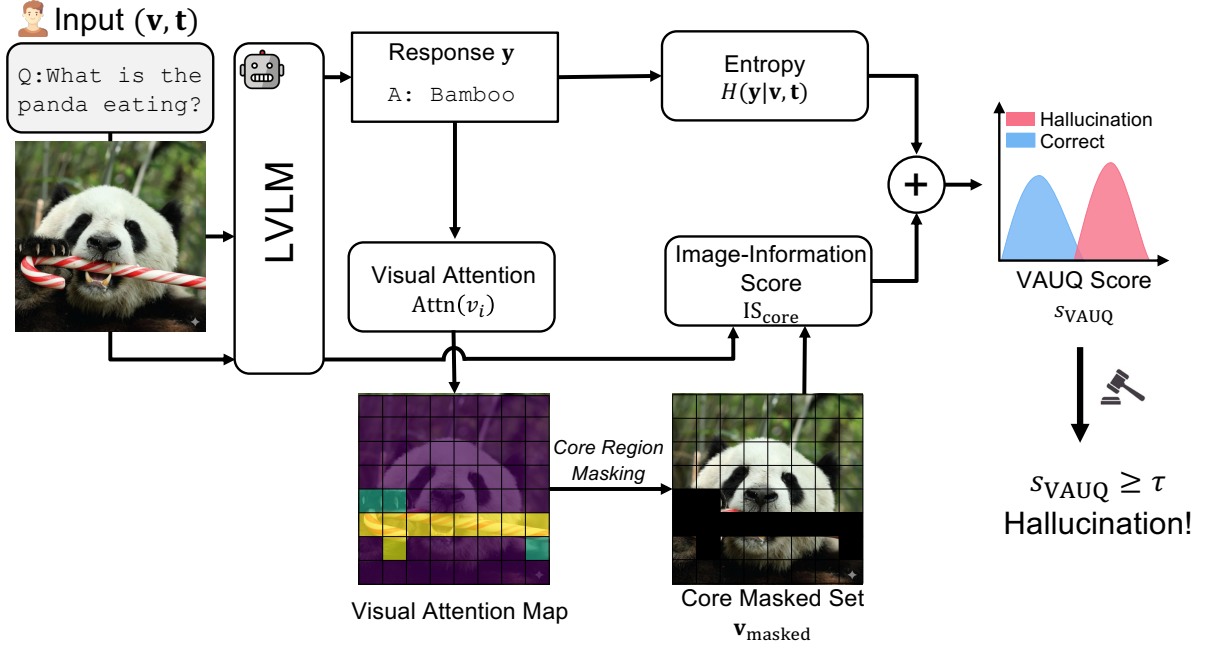 Input (v, t)
Q:What is the
panda eating?
LVLM
Response y
A: Bamboo
Entropy
H(y|v, t)
Visual Attention
Attn(vᵢ)
Image-Information
Score
IS_core
+
Hallucination
Correct
VAUQ Score
s_VAUQ
Core Region
Masking
Visual Attention Map
Core Masked Set
v_masked
s_VAUQ ≥ τ
Hallucination!